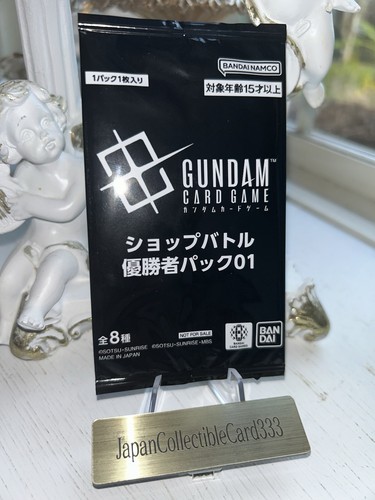 BANDAI NAMCO
1パック1枚入り
対象年齢15才以上
GUNDAM™
CARD GAME
ガンダムカードゲーム
ショップバトル
優勝者パック01
全8種
NOT FOR SALE
©SOTSU・SUNRISE ©SOTSU・SUNRISE・MBS
MADE IN JAPAN
BAN
DAI
JapanCollectibleCard333